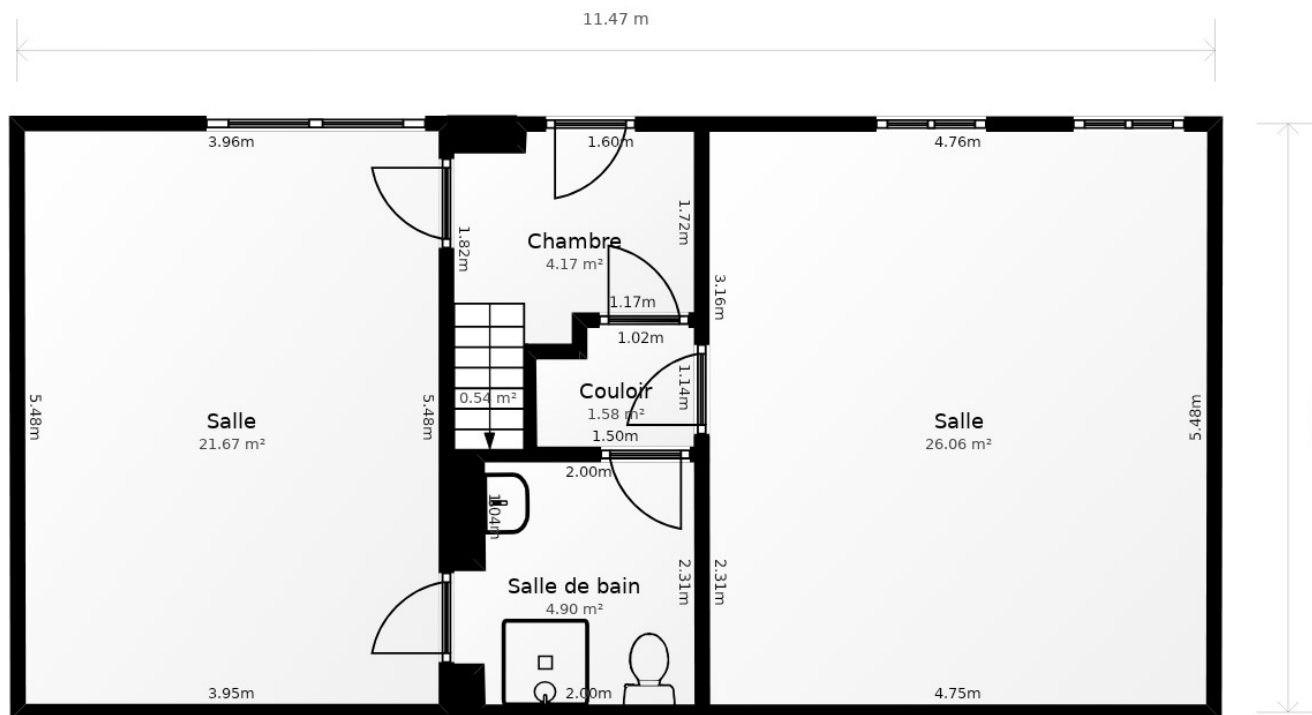 11.47 m
3.96m
1.60m
4.76m
1.82m
1.72m
Chambre
4.17 m²
3.16m
1.17m
1.02m
5.48m
Salle
21.67 m²
5.48m
0.54 m²
Couloir
1.58 m²
1.14m
1.50m
Salle
26.06 m²
5.48m
2.00m
1.04m
Salle de bain
4.90 m²
2.31m
2.31m
3.95m
2.00m
4.75m